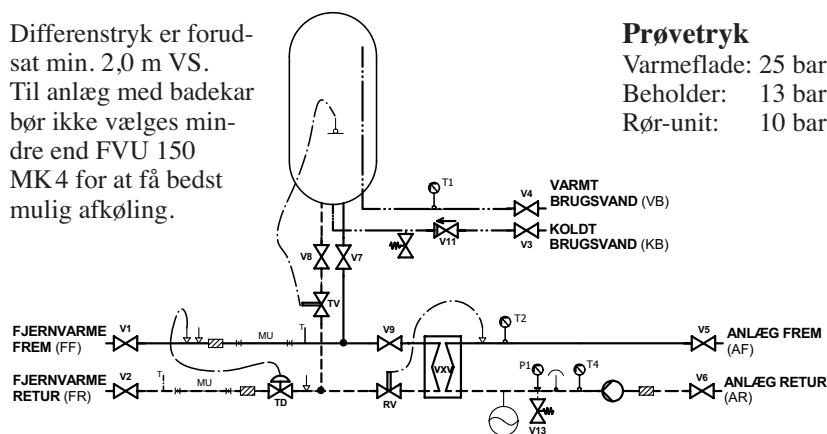 Differenstryk er forud-
sat min. 2,0 m VS.
Til anlæg med badekar
bør ikke vælges min-
dre end FVU 150
MK 4 for at få bedst
mulig afkøling.
Prøvetryk
Varmeflade: 25 bar
Beholder: 13 bar
Rør-unit: 10 bar
T1
V4
VARMT
BRUGSVAND (VB)
V11
V3
KOLDT
BRUGSVAND (KB)
V8
V7
TV
FJERNVARME
FREM (FF)
V1
MU
T
V9
T2
V5
ANLÆG FREM
(AF)
FJERNVARME
RETUR (FR)
V2
T
MU
TD
RV
VXV
P1
T4
V13
V6
ANLÆG RETUR
(AR)